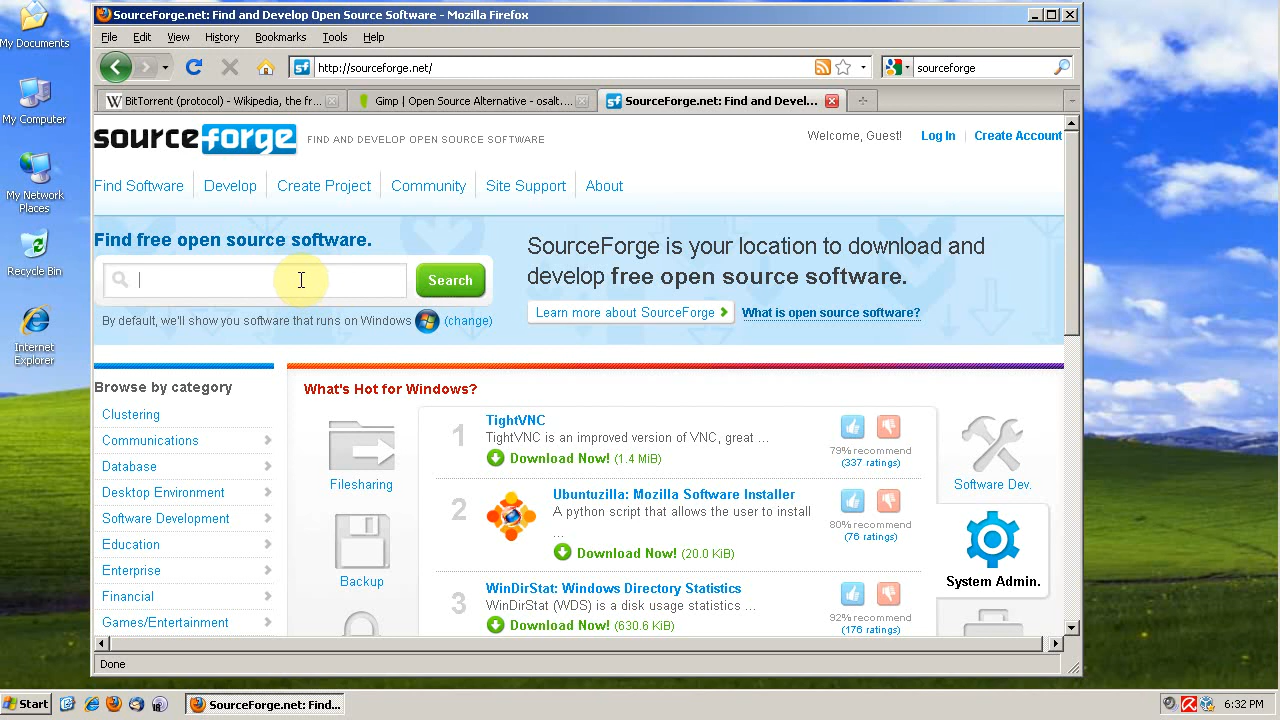 My Documents
My Computer
My Network
Places
Recycle Bin
Internet
Explorer
SourceForge.net: Find and Develop Open Source Software - Mozilla Firefox
File Edit View History Bookmarks Tools Help
http://sourceforge.net/
sourceforge
BitTorrent (protocol) - Wikipedia, the fr...
Gimp | Open Source Alternative - osalt....
SourceForge.net: Find and Devel...
sourceforge
FIND AND DEVELOP OPEN SOURCE SOFTWARE
Welcome, Guest! Log In Create Account
Find Software Develop Create Project Community Site Support About
Find free open source software.
Search
By default, we'll show you software that runs on Windows (change)
SourceForge is your location to download and
develop free open source software.
Learn more about SourceForge
What is open source software?
Browse by category
Clustering
Communications
Database
Desktop Environment
Software Development
Education
Enterprise
Financial
Games/Entertainment
What's Hot for Windows?
Filesharing
Backup
1
TightVNC
TightVNC is an improved version of VNC, great ...
Download Now! (1.4 MiB)
79% recommend
(337 ratings)
2
Ubuntuzilla: Mozilla Software Installer
A python script that allows the user to install
...
Download Now! (20.0 KiB)
80% recommend
(76 ratings)
3
WinDirStat: Windows Directory Statistics
WinDirStat (WDS) is a disk usage statistics ...
Download Now! (630.6 KiB)
92% recommend
(176 ratings)
Software Dev.
System Admin.
Done
Start
SourceForge.net: Find...
6:32 PM